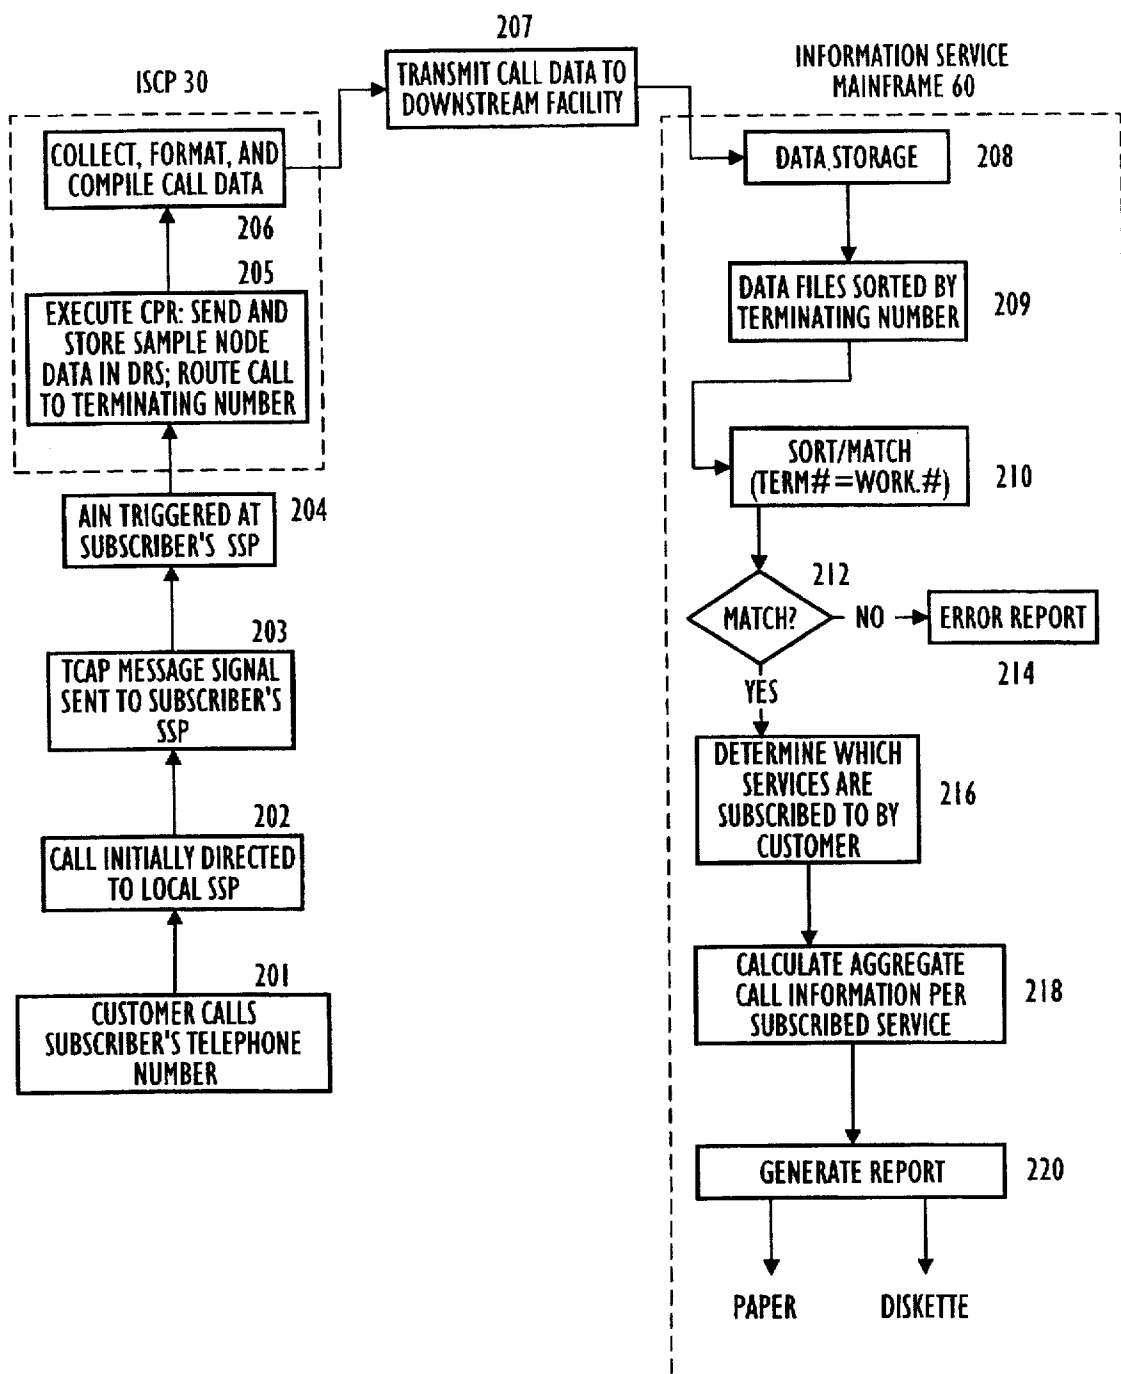 207
TRANSMIT CALL DATA TO
DOWNSTREAM FACILITY
ISCP 30
COLLECT, FORMAT, AND
COMPILE CALL DATA
206
205
EXECUTE CPR: SEND AND
STORE SAMPLE NODE
DATA IN DRS; ROUTE CALL
TO TERMINATING NUMBER
AIN TRIGGERED AT
SUBSCRIBER'S SSP
204
203
TCAP MESSAGE SIGNAL
SENT TO SUBSCRIBER'S
SSP
202
CALL INITIALLY DIRECTED
TO LOCAL SSP
201
CUSTOMER CALLS
SUBSCRIBER'S TELEPHONE
NUMBER
INFORMATION SERVICE
MAINFRAME 60
DATA STORAGE
208
DATA FILES SORTED BY
TERMINATING NUMBER
209
SORT/MATCH
(TERM#=WORK.#)
210
212
MATCH?
NO
ERROR REPORT
214
YES
DETERMINE WHICH
SERVICES ARE
SUBSCRIBED TO BY
CUSTOMER
216
CALCULATE AGGREGATE
CALL INFORMATION PER
SUBSCRIBED SERVICE
218
GENERATE REPORT
220
PAPER
DISKETTE